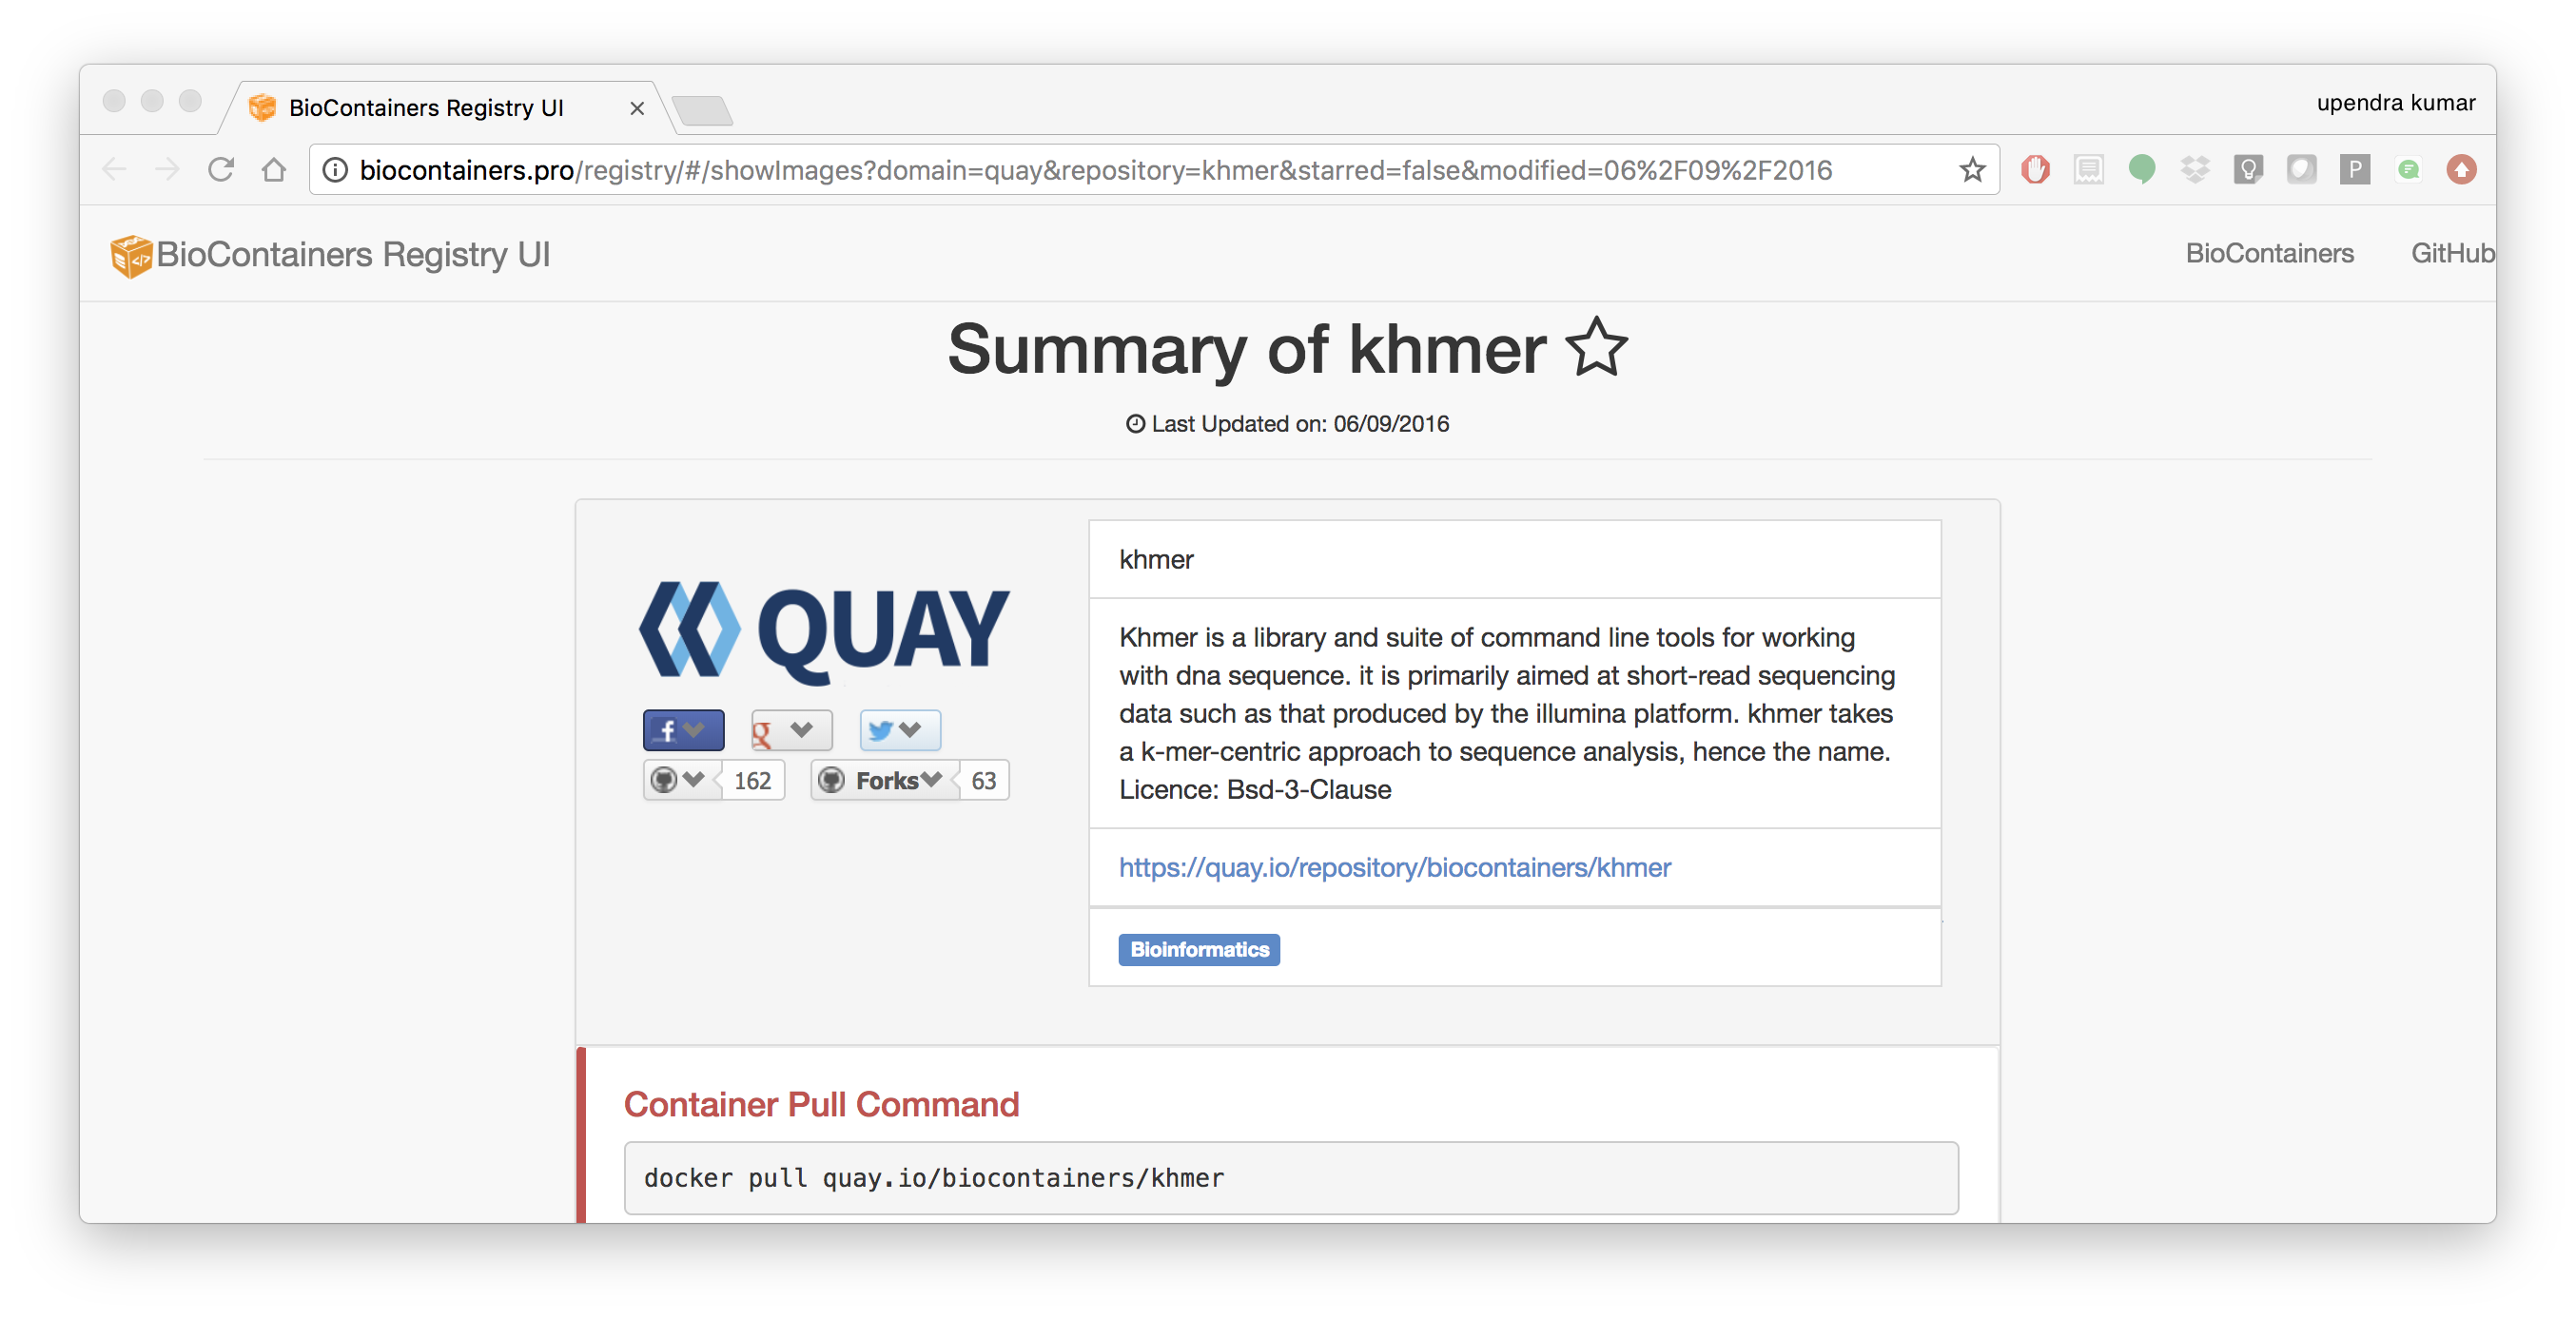 BioContainers Registry UI
upendra kumar
biocontainers.pro/registry/#/showImages?domain=quay&repository=khmer&starred=false&modified=06%2F09%2F2016
P
BioContainers Registry UI
BioContainers
GitHub
Summary of khmer
Last Updated on: 06/09/2016
QUAY
f
g
162
Forks
63
khmer
Khmer is a library and suite of command line tools for working
with dna sequence. it is primarily aimed at short-read sequencing
data such as that produced by the illumina platform. khmer takes
a k-mer-centric approach to sequence analysis, hence the name.
Licence: Bsd-3-Clause
https://quay.io/repository/biocontainers/khmer
Bioinformatics
Container Pull Command
docker pull quay.io/biocontainers/khmer